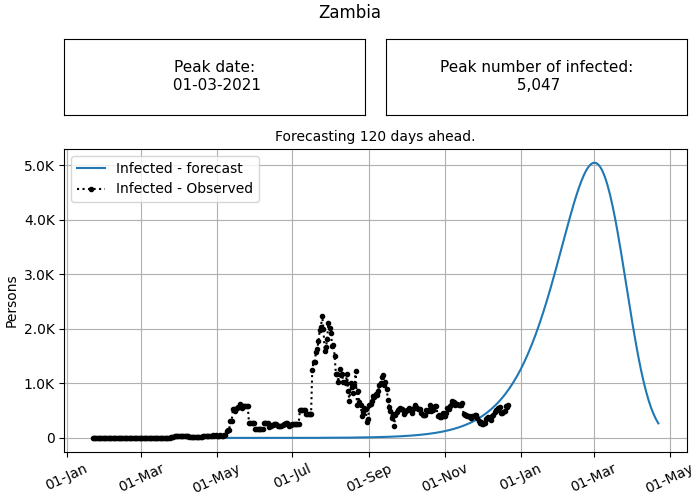 Zambia
Peak date:
01-03-2021
Peak number of infected:
5,047
Forecasting 120 days ahead.
Infected - forecast
Infected - Observed
Persons
5.0K
4.0K
3.0K
2.0K
1.0K
0
01-Jan
01-Mar
01-May
01-Jul
01-Sep
01-Nov
01-Jan
01-Mar
01-May